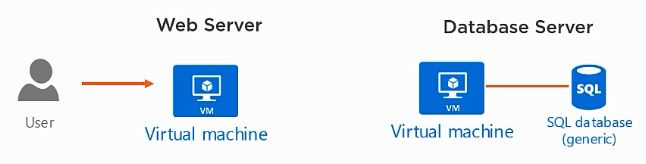 Web Server
Database Server
User
VM
Virtual machine
VM
Virtual machine
SQL
SQL database
(generic)